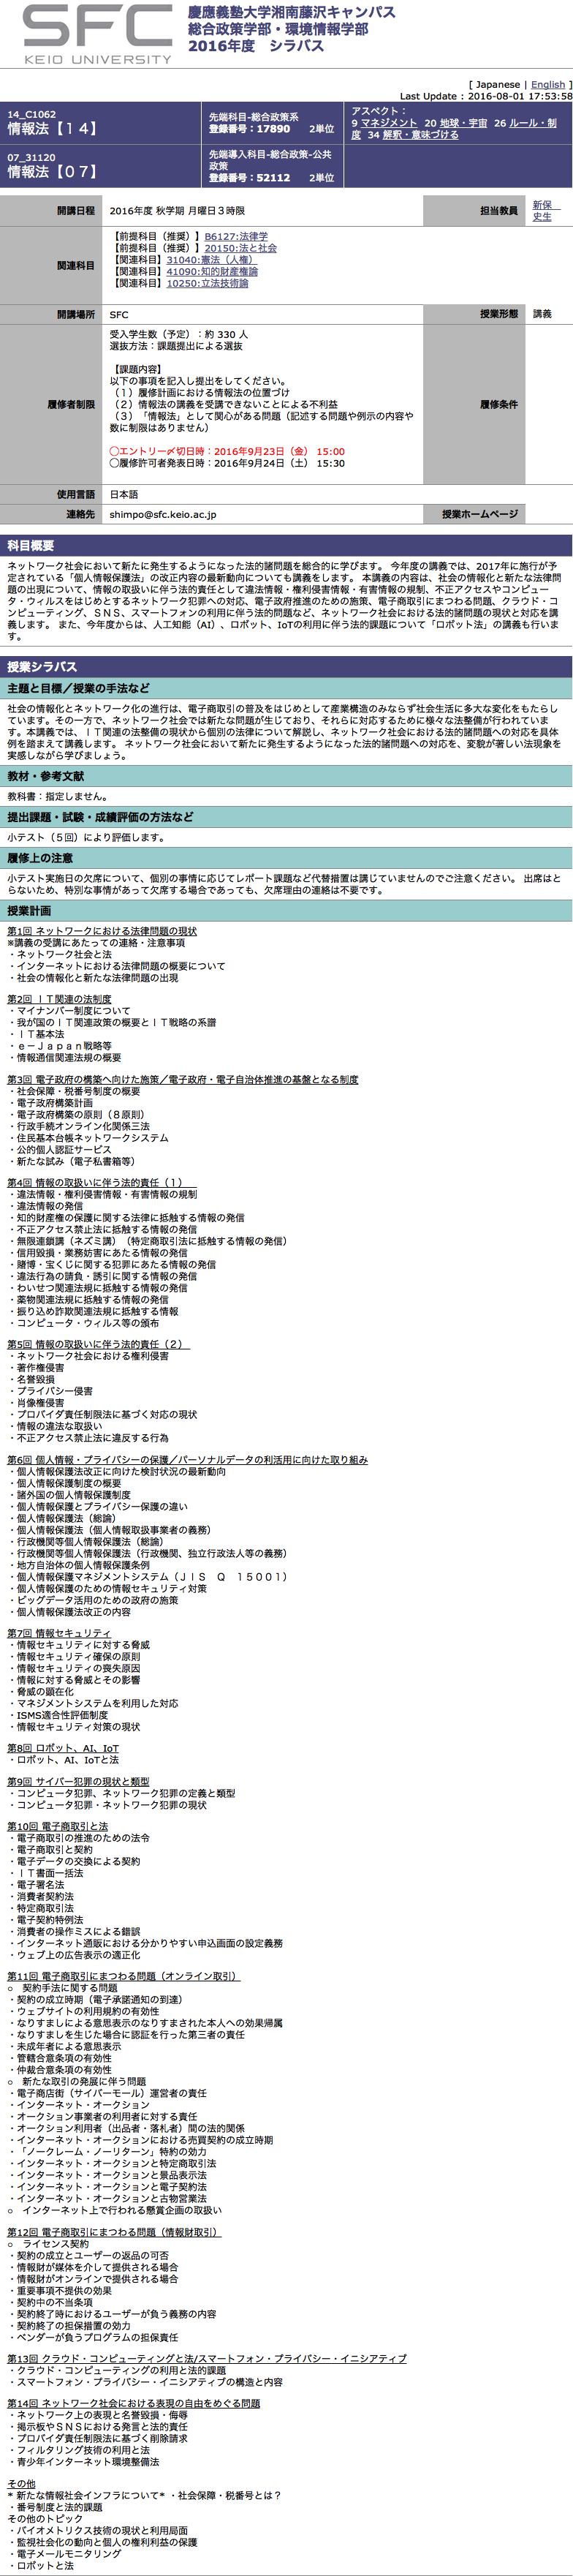 SFC
KEIO UNIVERSITY
慶應義塾大学湘南藤沢キャンパス
総合政策学部・環境情報学部
2016年度　シラバス
[ Japanese | English ]
Last Update : 2016-08-01 17:53:58
14_C1062
情報法【１４】
先端科目-総合政策系
登録番号：17890　　2単位
アスペクト：
9 マネジメント 20 地球・宇宙 26 ルール・制
度 34 解釈・意味づける
07_31120
情報法【０７】
先端導入科目-総合政策-公共
政策
登録番号：52112　　2単位
開講日程
2016年度 秋学期 月曜日３時限
担当教員
新保　
史生
関連科目
【前提科目（推奨）】B6127:法律学
【前提科目（推奨）】20150:法と社会
【関連科目】31040:憲法（人権）
【関連科目】41090:知的財産権論
【関連科目】10250:立法技術論
開講場所
SFC
授業形態
講義
履修者制限
受入学生数（予定）：約 330 人
選抜方法：課題提出による選抜
【課題内容】
以下の事項を記入し提出をしてください。
（１）履修計画における情報法の位置づけ
（２）情報法の講義を受講できないことによる不利益
（３）「情報法」として関心がある問題（記述する問題や例示の内容や
数に制限はありません）
◯エントリー〆切日時：2016年9月23日（金） 15:00
◯履修許可者発表日時：2016年9月24日（土） 15:30
履修条件
使用言語
日本語
連絡先
shimpo@sfc.keio.ac.jp
授業ホームページ
科目概要
ネットワーク社会において新たに発生するようになった法的諸問題を総合的に学びます。 今年度の講義では、2017年に施行が予
定されている「個人情報保護法」の改正内容の最新動向についても講義をします。 本講義の内容は、社会の情報化と新たな法律問
題の出現について、情報の取扱いに伴う法的責任として違法情報・権利侵害情報・有害情報の規制、不正アクセスやコンピュー
タ・ウィルスをはじめとするネットワーク犯罪への対応、電子政府推進のための施策、電子商取引にまつわる問題、クラウド・コ
ンピューティング、ＳＮＳ、スマートフォンの利用に伴う法的問題など、ネットワーク社会における法的諸問題の現状と対応を講義
します。 また、今年度からは、人工知能（AI）、ロボット、IoTの利用に伴う法的課題について「ロボット法」の講義も行いま
す。
授業シラバス
主題と目標／授業の手法など
社会の情報化とネットワーク化の進行は、電子商取引の普及をはじめとして産業構造のみならず社会生活に多大な変化をもたらし
ています。その一方で、ネットワーク社会では新たな問題が生じており、それらに対応するために様々な法整備が行われていま
す。本講義では、ＩＴ関連の法整備の現状から個別の法律について解説し、ネットワーク社会における法的諸問題への対応を具体
例を踏まえて講義します。 ネットワーク社会において新たに発生するようになった法的諸問題への対応を、変貌が著しい法現象を
実感しながら学びましょう。
教材・参考文献
教科書：指定しません。
提出課題・試験・成績評価の方法など
小テスト（５回）により評価します。
履修上の注意
小テスト実施日の欠席について、個別の事情に応じてレポート課題など代替措置は講じていませんのでご注意ください。 出席はと
らないため、特別な事情があって欠席する場合であっても、欠席理由の連絡は不要です。
授業計画
第1回 ネットワークにおける法律問題の現状
※講義の受講にあたっての連絡・注意事項
・ネットワーク社会と法
・インターネットにおける法律問題の概要について
・社会の情報化と新たな法律問題の出現
第2回 ＩＴ関連の法制度
・マイナンバー制度について
・我が国のＩＴ関連政策の概要とＩＴ戦略の系譜
・ＩＴ基本法
・ｅ－Ｊａｐａｎ戦略等
・情報通信関連法規の概要
第3回 電子政府の構築へ向けた施策／電子政府・電子自治体推進の基盤となる制度
・社会保障・税番号制度の概要
・電子政府構築計画
・電子政府構築の原則（８原則）
・行政手続オンライン化関係三法
・住民基本台帳ネットワークシステム
・公的個人認証サービス
・新たな試み（電子私書箱等）
第4回 情報の取扱いに伴う法的責任（１）
・違法情報・権利侵害情報・有害情報の規制
・違法情報の発信
・知的財産権の保護に関する法律に抵触する情報の発信
・不正アクセス禁止法に抵触する情報の発信
・無限連鎖講（ネズミ講）（特定商取引法に抵触する情報の発信）
・信用毀損・業務妨害にあたる情報の発信
・賭博・宝くじに関する犯罪にあたる情報の発信
・違法行為の請負・誘引に関する情報の発信
・わいせつ関連法規に抵触する情報の発信
・薬物関連法規に抵触する情報の発信
・振り込め詐欺関連法規に抵触する情報
・コンピュータ・ウィルス等の頒布
第5回 情報の取扱いに伴う法的責任（２）
・ネットワーク社会における権利侵害
・著作権侵害
・名誉毀損
・プライバシー侵害
・肖像権侵害
・プロバイダ責任制限法に基づく対応の現状
・情報の違法な取扱い
・不正アクセス禁止法に違反する行為
第6回 個人情報・プライバシーの保護／パーソナルデータの利活用に向けた取り組み
・個人情報保護法改正に向けた検討状況の最新動向
・個人情報保護制度の概要
・諸外国の個人情報保護制度
・個人情報保護とプライバシー保護の違い
・個人情報保護法（総論）
・個人情報保護法（個人情報取扱事業者の義務）
・行政機関等個人情報保護法（総論）
・行政機関等個人情報保護法（行政機関、独立行政法人等の義務）
・地方自治体の個人情報保護条例
・個人情報保護マネジメントシステム（ＪＩＳ　Ｑ　１５００１）
・個人情報保護のための情報セキュリティ対策
・ビッグデータ活用のための政府の施策
・個人情報保護法改正の内容
第7回 情報セキュリティ
・情報セキュリティに対する脅威
・情報セキュリティ確保の原則
・情報セキュリティの喪失原因
・情報に対する脅威とその影響
・脅威の顕在化
・マネジメントシステムを利用した対応
・ISMS適合性評価制度
・情報セキュリティ対策の現状
第8回 ロボット、AI、IoT
・ロボット、AI、IoTと法
第9回 サイバー犯罪の現状と類型
・コンピュータ犯罪、ネットワーク犯罪の定義と類型
・コンピュータ犯罪・ネットワーク犯罪の現状
第10回 電子商取引と法
・電子商取引の推進のための法令
・電子商取引と契約
・電子データの交換による契約
・ＩＴ書面一括法
・電子署名法
・消費者契約法
・特定商取引法
・電子契約特例法
・消費者の操作ミスによる錯誤
・インターネット通販における分かりやすい申込画面の設定義務
・ウェブ上の広告表示の適正化
第11回 電子商取引にまつわる問題（オンライン取引）
○　契約手法に関する問題
・契約の成立時期（電子承諾通知の到達）
・ウェブサイトの利用規約の有効性
・なりすましによる意思表示のなりすまされた本人への効果帰属
・なりすましを生じた場合に認証を行った第三者の責任
・未成年者による意思表示
・管轄合意条項の有効性
・仲裁合意条項の有効性
○　新たな取引の発展に伴う問題
・電子商店街（サイバーモール）運営者の責任
・インターネット・オークション
・オークション事業者の利用者に対する責任
・オークション利用者（出品者・落札者）間の法的関係
・インターネット・オークションにおける売買契約の成立時期
・「ノークレーム・ノーリターン」特約の効力
・インターネット・オークションと特定商取引法
・インターネット・オークションと景品表示法
・インターネット・オークションと電子契約法
・インターネット・オークションと古物営業法
○　インターネット上で行われる懸賞企画の取扱い
第12回 電子商取引にまつわる問題（情報財取引）
○　ライセンス契約
・契約の成立とユーザーの返品の可否
・情報財が媒体を介して提供される場合
・情報財がオンラインで提供される場合
・重要事項不提供の効果
・契約中の不当条項
・契約終了時におけるユーザーが負う義務の内容
・契約終了の担保措置の効力
・ベンダーが負うプログラムの担保責任
第13回 クラウド・コンピューティングと法/スマートフォン・プライバシー・イニシアティブ
・クラウド・コンピューティングの利用と法的課題
・スマートフォン・プライバシー・イニシアティブの構造と内容
第14回 ネットワーク社会における表現の自由をめぐる問題
・ネットワーク上の表現と名誉毀損・侮辱
・掲示板やＳＮＳにおける発言と法的責任
・プロバイダ責任制限法に基づく削除請求
・フィルタリング技術の利用と法
・青少年インターネット環境整備法
その他
* 新たな情報社会インフラについて* ・社会保障・税番号とは？
・番号制度と法的課題
その他のトピック
・バイオメトリクス技術の現状と利用局面
・監視社会化の動向と個人の権利利益の保護
・電子メールモニタリング
・ロボットと法